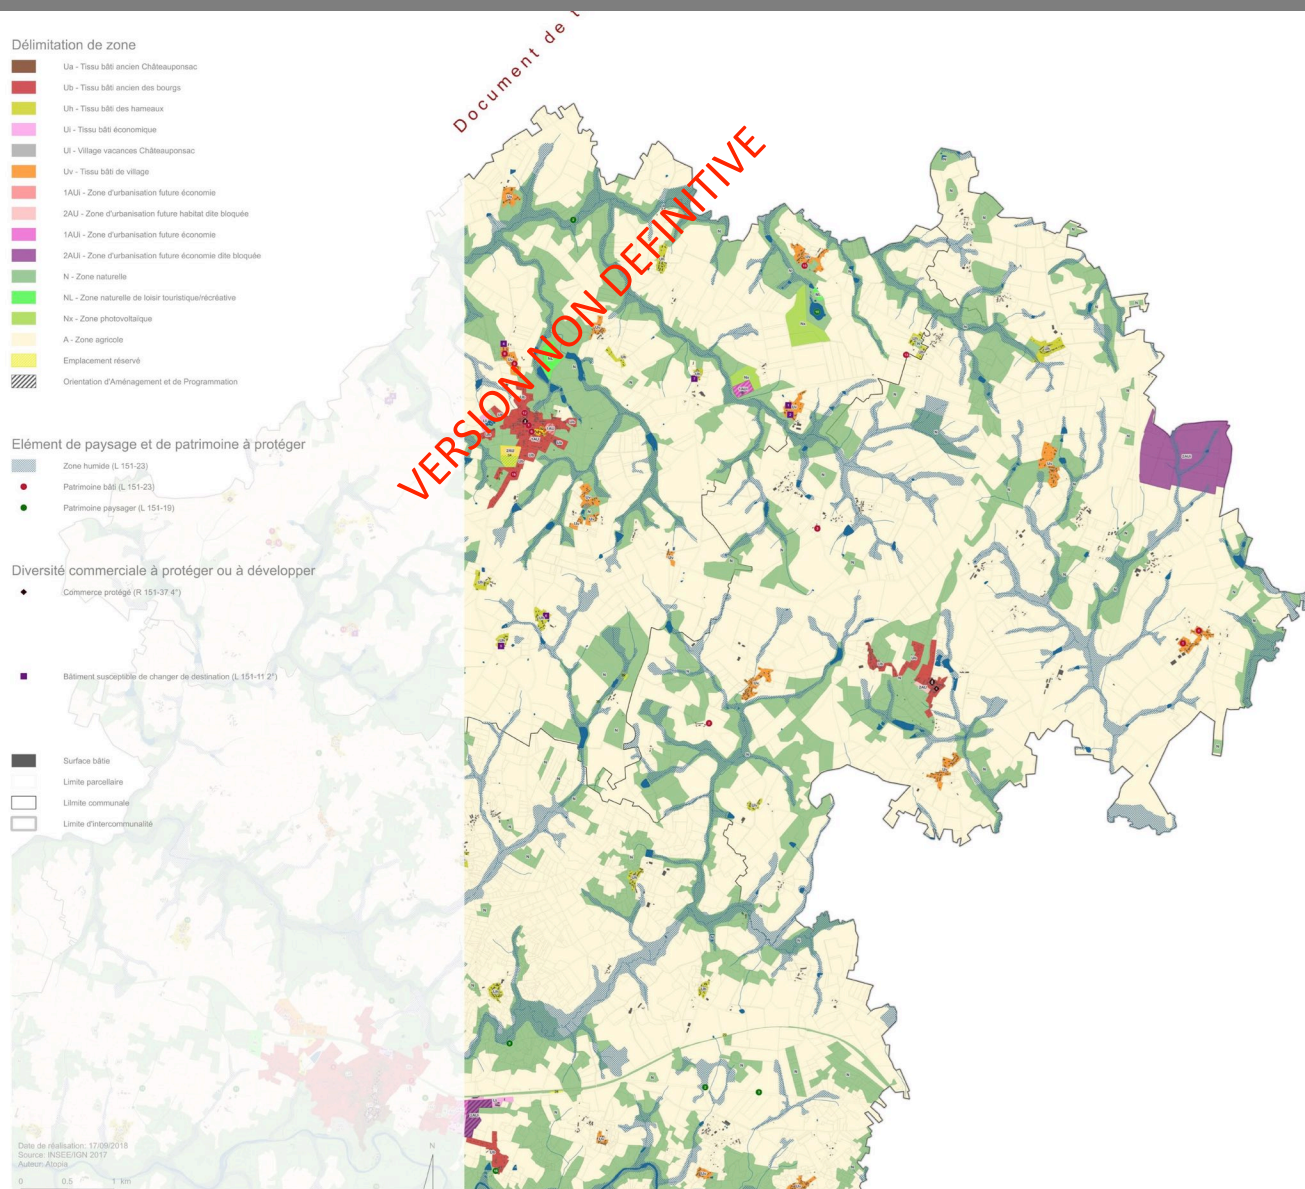 Document de t
VERSION NON DEFINITIVE
Délimitation de zone
Ua - Tissu bâti ancien Châteauponsac
Ub - Tissu bâti ancien des bourgs
Uh - Tissu bâti des hameaux
Ui - Tissu bâti économique
Ul - Village vacances Châteauponsac
Uv - Tissu bâti de village
1AUi - Zone d'urbanisation future économie
2AU - Zone d'urbanisation future habitat dite bloquée
1AUi - Zone d'urbanisation future économie
2AUi - Zone d'urbanisation future économie dite bloquée
N - Zone naturelle
NL - Zone naturelle de loisir touristique/récréative
Nx - Zone photovoltaïque
A - Zone agricole
Emplacement réservé
Orientation d'Aménagement et de Programmation
Elément de paysage et de patrimoine à protéger
Zone humide (L 151-23)
Patrimoine bâti (L 151-23)
Patrimoine paysager (L 151-19)
Diversité commerciale à protéger ou à développer
Commerce protégé (R 151-37 4°)
Bâtiment susceptible de changer de destination (L 151-11 2°)
Surface bâtie
Limite parcellaire
Lilmite communale
Limite d'intercommunalité
Date de réalisation: 17/09/2018
Source: INSEE/IGN 2017
Auteur: Atopia
N
0 0.5 1 km